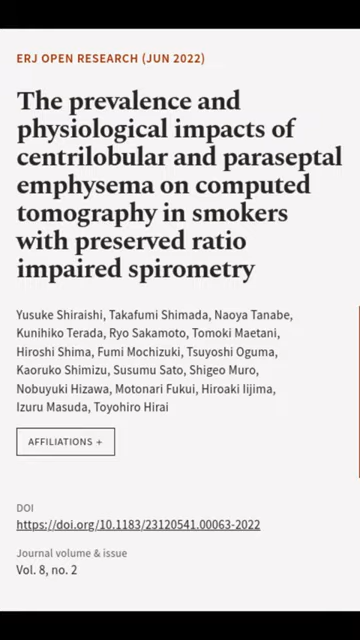 ERJ OPEN RESEARCH (JUN 2022)
The prevalence and
physiological impacts of
centrilobular and paraseptal
emphysema on computed
tomography in smokers
with preserved ratio
impaired spirometry
Yusuke Shiraishi, Takafumi Shimada, Naoya Tanabe,
Kunihiko Terada, Ryo Sakamoto, Tomoki Maetani,
Hiroshi Shima, Fumi Mochizuki, Tsuyoshi Oguma,
Kaoruko Shimizu, Susumu Sato, Shigeo Muro,
Nobuyuki Hizawa, Motonari Fukui, Hiroaki Iijima,
Izuru Masuda, Toyohiro Hirai
AFFILIATIONS +
DOI
https://doi.org/10.1183/23120541.00063-2022
Journal volume & issue
Vol. 8, no. 2